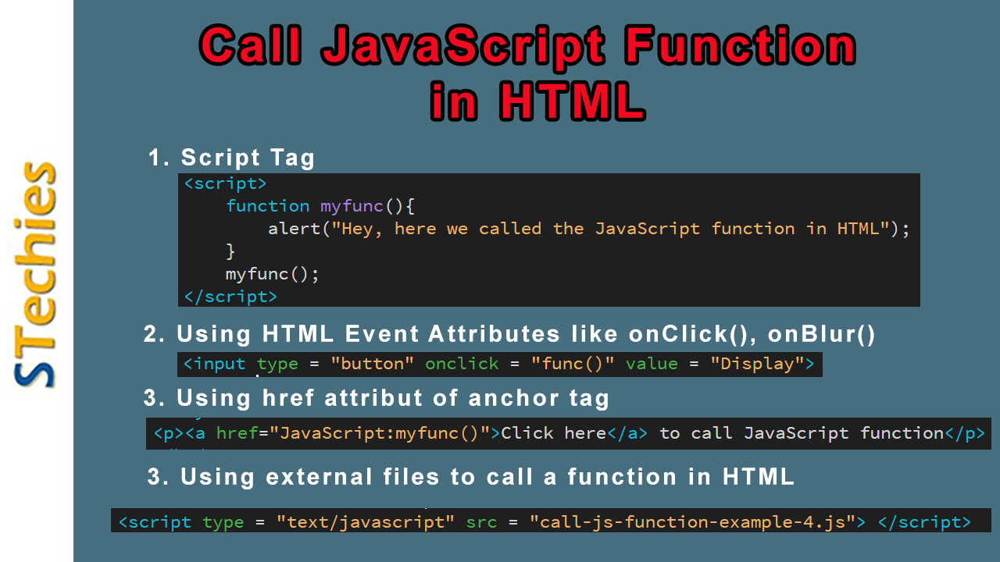 Call JavaScript Function
in HTML
STechies
1. Script Tag
<script>
    function myfunc(){
        alert("Hey, here we called the JavaScript function in HTML");
    }
    myfunc();
</script>
2. Using HTML Event Attributes like onClick(), onBlur()
<input type = "button" onclick = "func()" value = "Display">
3. Using href attribut of anchor tag
<p><a href="JavaScript:myfunc()">Click here</a> to call JavaScript function</p>
3. Using external files to call a function in HTML
<script type = "text/javascript" src = "call-js-function-example-4.js"> </script>